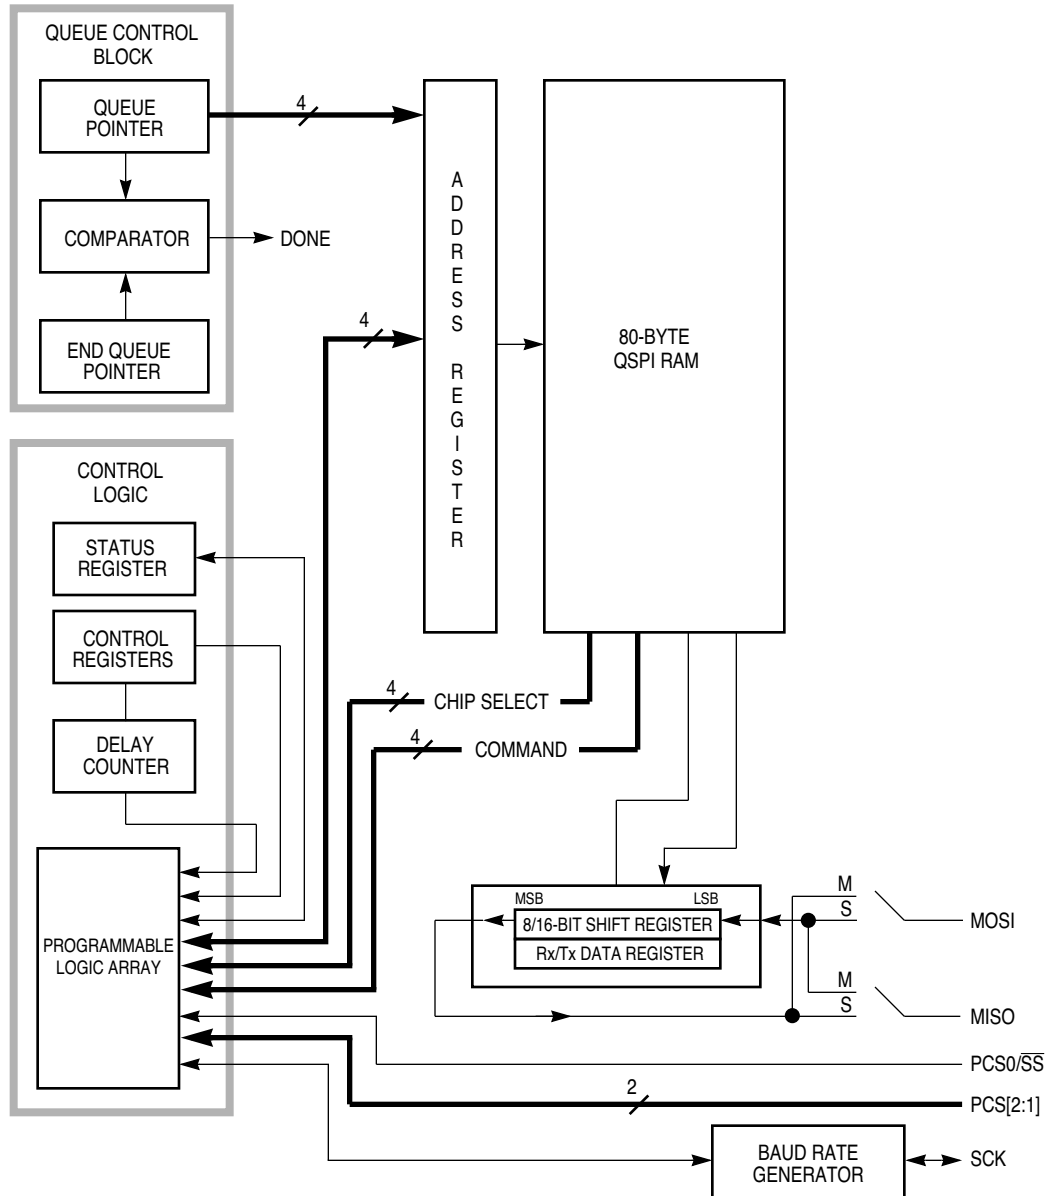 QUEUE CONTROL
BLOCK
QUEUE
POINTER
4
COMPARATOR
DONE
END QUEUE
POINTER
4
ADDRESS REGISTER
80-BYTE
QSPI RAM
CONTROL
LOGIC
STATUS
REGISTER
CONTROL
REGISTERS
DELAY
COUNTER
4
CHIP SELECT
4
COMMAND
PROGRAMMABLE
LOGIC ARRAY
MSB
LSB
8/16-BIT SHIFT REGISTER
Rx/Tx DATA REGISTER
M
S
MOSI
M
S
MISO
PCS0/S̅S̅
2
PCS[2:1]
BAUD RATE
GENERATOR
SCK